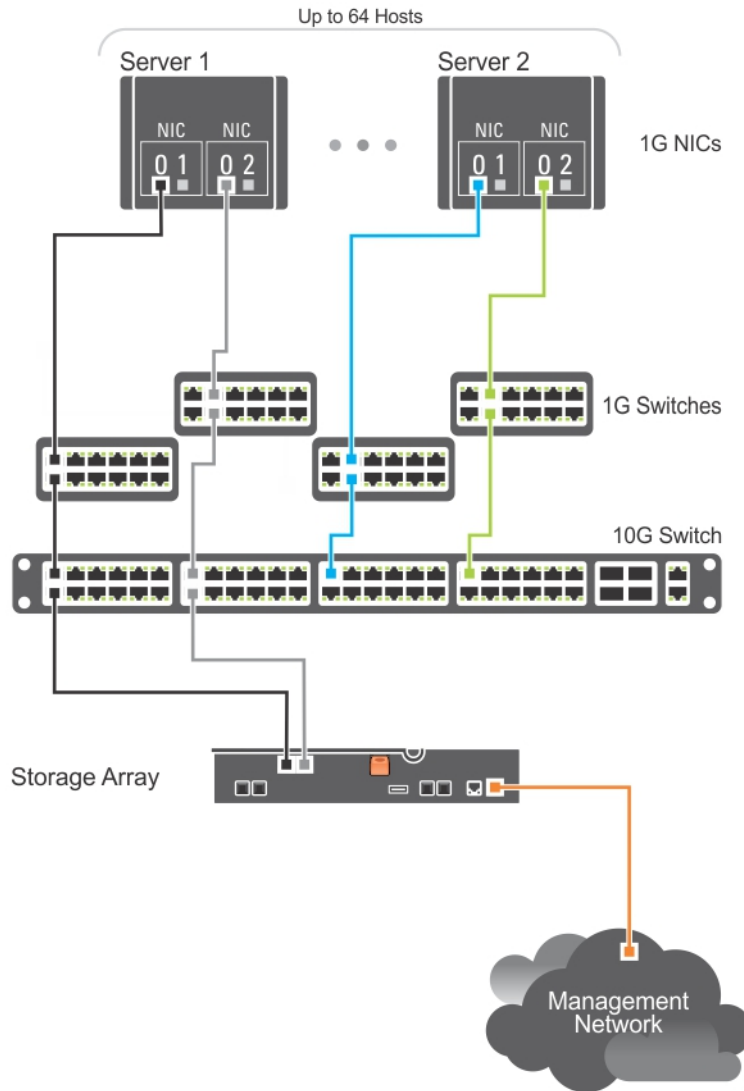 Up to 64 Hosts
Server 1
Server 2
NIC NIC
NIC NIC
1G NICs
0 1 0 2
0 1 0 2
1G Switches
10G Switch
Storage Array
Management
Network